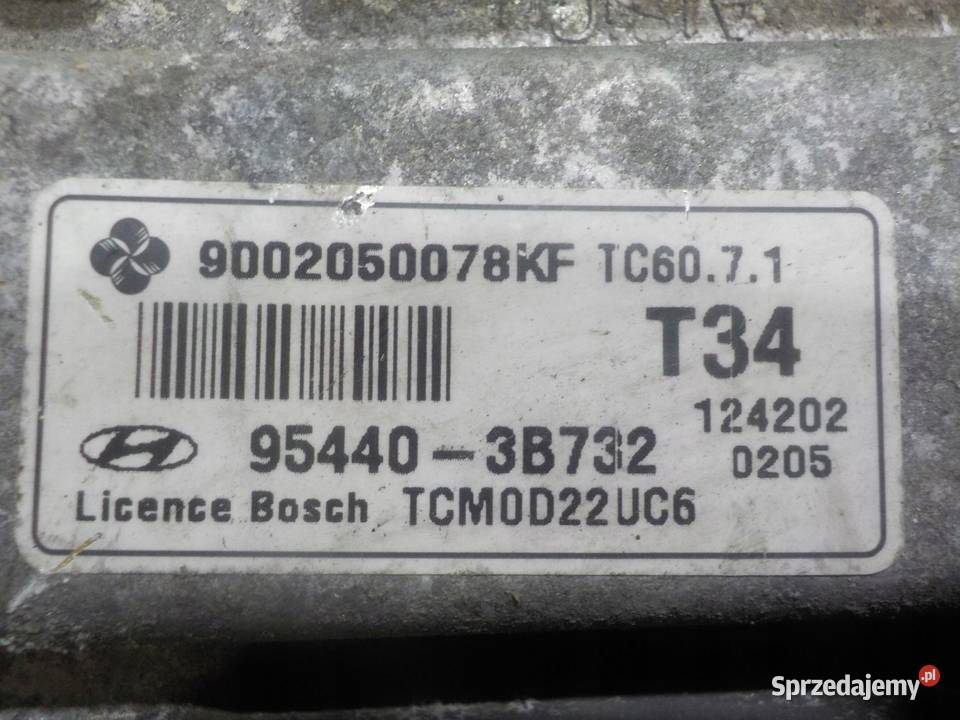 9002050078KF TC60.7.1
T34
124202
0205
95440-3B732
Licence Bosch TCM0D22UC6
Sprzedajemy.pl